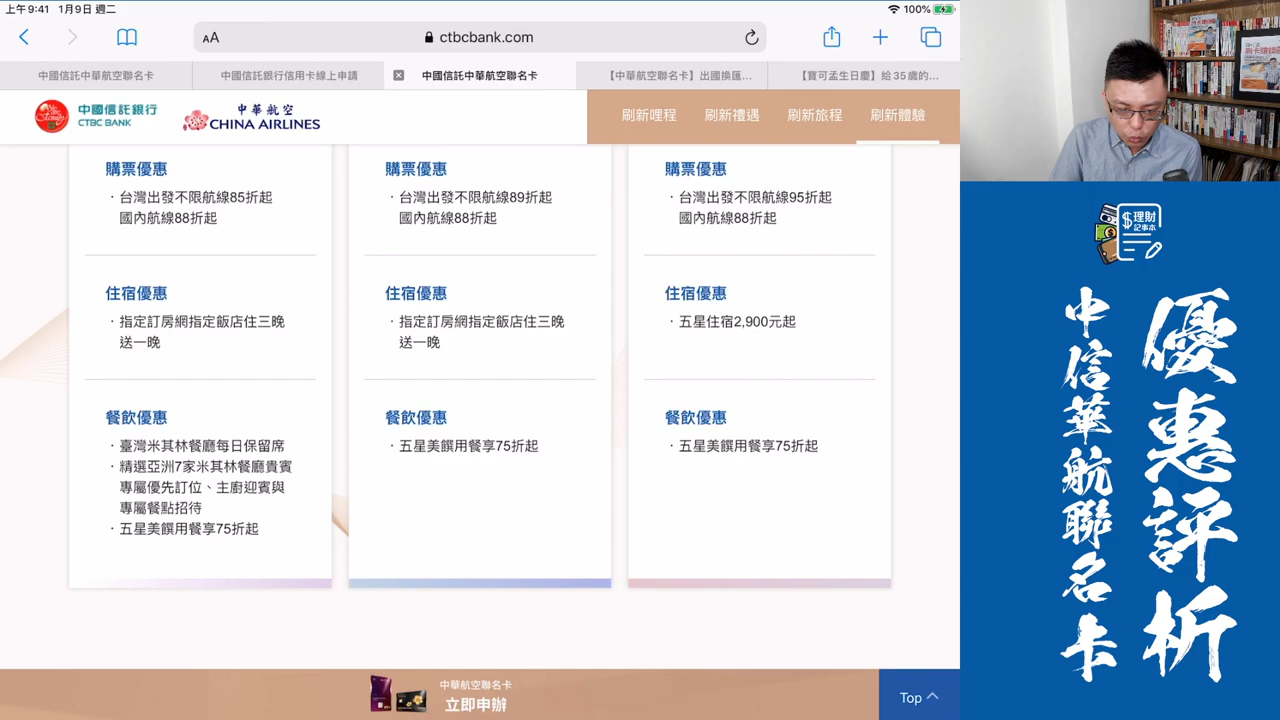 上午9:41 1月9日 週二
100%
AA
ctbcbank.com
中國信託中華航空聯名卡
中國信託銀行信用卡線上申請
中國信託中華航空聯名卡
【中華航空聯名卡】出國換匯...
【寶可孟生日慶】給35歲的...
中國信託銀行
CTBC BANK
中華航空
CHINA AIRLINES
刷新哩程
刷新禮遇
刷新旅程
刷新體驗
購票優惠
·台灣出發不限航線85折起
國內航線88折起
住宿優惠
·指定訂房網指定飯店住三晚
送一晚
餐飲優惠
·臺灣米其林餐廳每日保留席
·精選亞洲7家米其林餐廳貴賓
專屬優先訂位、主廚迎賓與
專屬餐點招待
·五星美饌用餐享75折起
購票優惠
·台灣出發不限航線89折起
國內航線88折起
住宿優惠
·指定訂房網指定飯店住三晚
送一晚
餐飲優惠
·五星美饌用餐享75折起
購票優惠
·台灣出發不限航線95折起
國內航線88折起
住宿優惠
·五星住宿2,900元起
餐飲優惠
·五星美饌用餐享75折起
中華航空聯名卡
立即申辦
Top
$理財
記事本
優惠評析
中信華航聯名卡